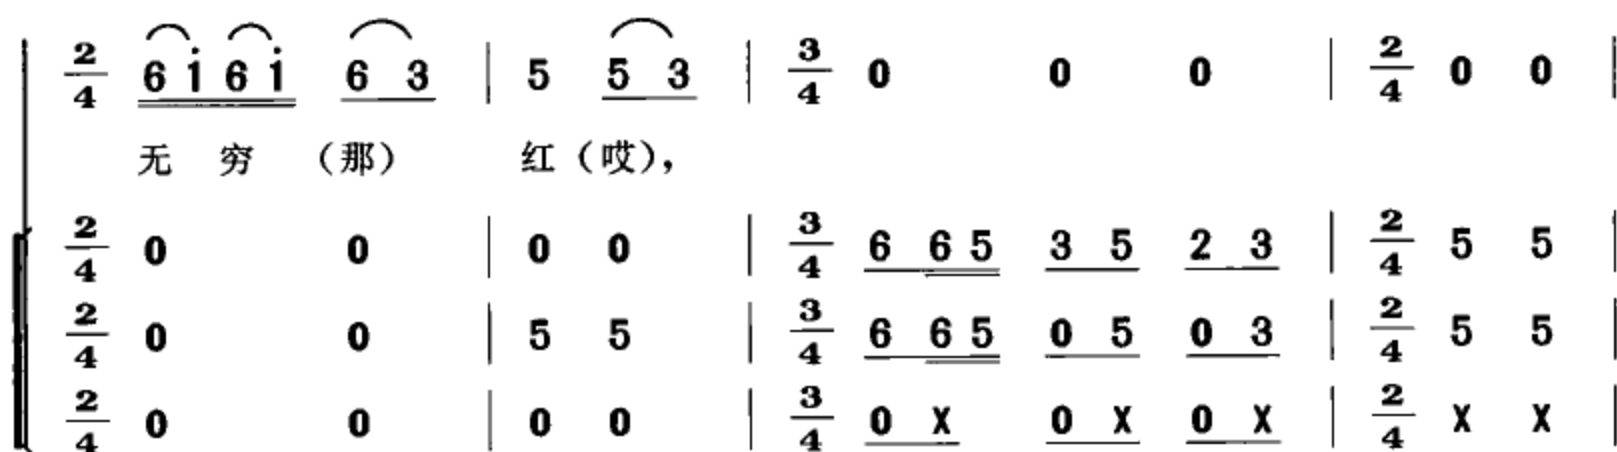 2/4 6 i 6 i 6 3 | 5 5 3 | 3/4 0 0 0 | 2/4 0 0 |
无 穷 (那) 红 (哎),
2/4 0 0 | 0 0 | 3/4 6 6 5 3 5 2 3 | 2/4 5 5 |
2/4 0 0 | 5 5 | 3/4 6 6 5 0 5 0 3 | 2/4 5 5 |
2/4 0 0 | 0 0 | 3/4 0 X 0 X 0 X | 2/4 X X |